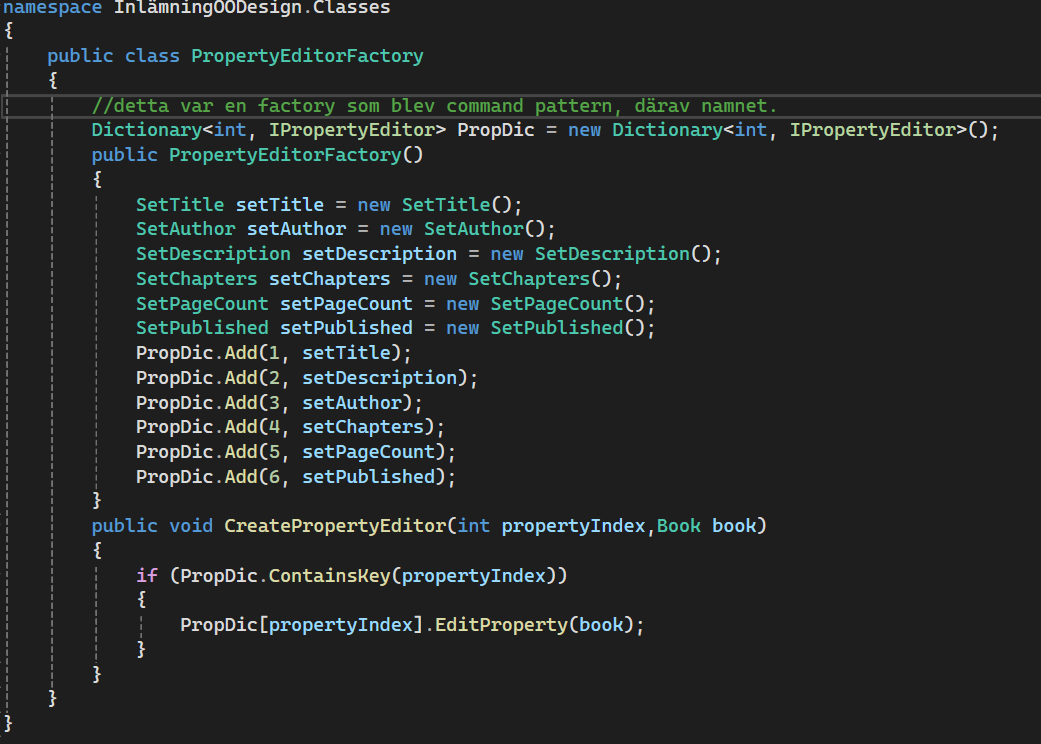 namespace InlämningOODesign.Classes
{
public class PropertyEditorFactory
{
//detta var en factory som blev command pattern, därav namnet.
Dictionary<int, IPropertyEditor> PropDic = new Dictionary<int, IPropertyEditor>();
public PropertyEditorFactory()
{
SetTitle setTitle = new SetTitle();
SetAuthor setAuthor = new SetAuthor();
SetDescription setDescription = new SetDescription();
SetChapters setChapters = new SetChapters();
SetPageCount setPageCount = new SetPageCount();
SetPublished setPublished = new SetPublished();
PropDic.Add(1, setTitle);
PropDic.Add(2, setDescription);
PropDic.Add(3, setAuthor);
PropDic.Add(4, setChapters);
PropDic.Add(5, setPageCount);
PropDic.Add(6, setPublished);
}
public void CreatePropertyEditor(int propertyIndex,Book book)
{
if (PropDic.ContainsKey(propertyIndex))
{
PropDic[propertyIndex].EditProperty(book);
}
}
}
}